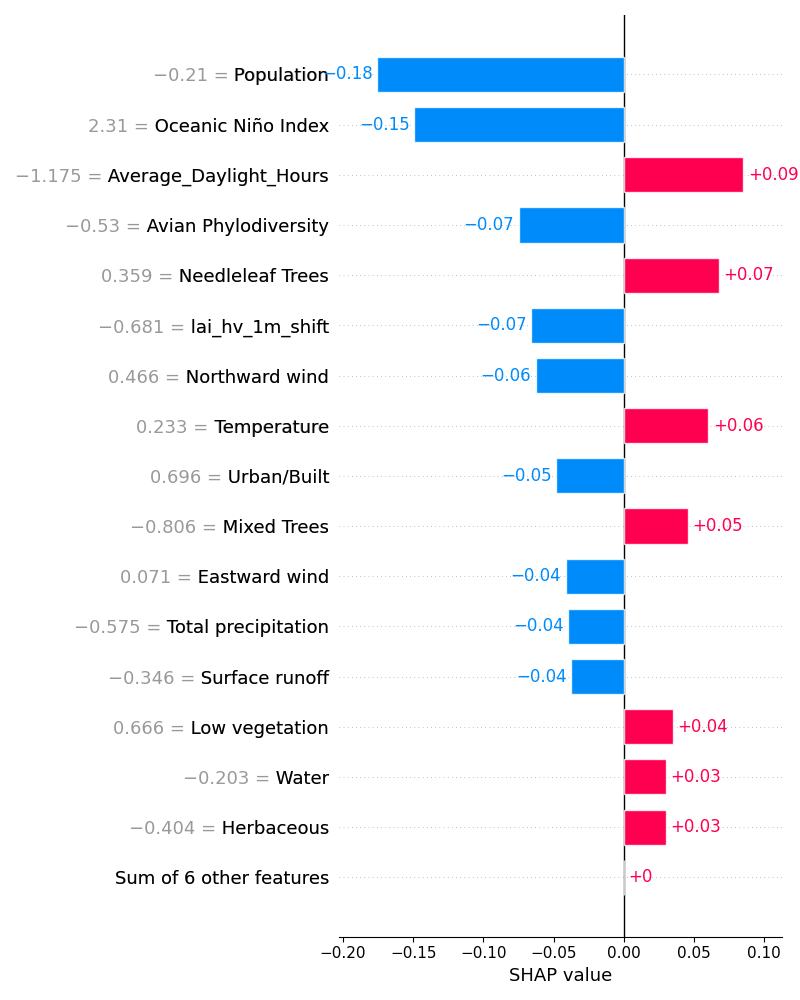 −0.21 = Population −0.18
2.31 = Oceanic Niño Index −0.15
−1.175 = Average_Daylight_Hours +0.09
−0.53 = Avian Phylodiversity −0.07
0.359 = Needleleaf Trees +0.07
−0.681 = lai_hv_1m_shift −0.07
0.466 = Northward wind −0.06
0.233 = Temperature +0.06
0.696 = Urban/Built −0.05
−0.806 = Mixed Trees +0.05
0.071 = Eastward wind −0.04
−0.575 = Total precipitation −0.04
−0.346 = Surface runoff −0.04
0.666 = Low vegetation +0.04
−0.203 = Water +0.03
−0.404 = Herbaceous +0.03
Sum of 6 other features +0
−0.20 −0.15 −0.10 −0.05 0.00 0.05 0.10
SHAP value